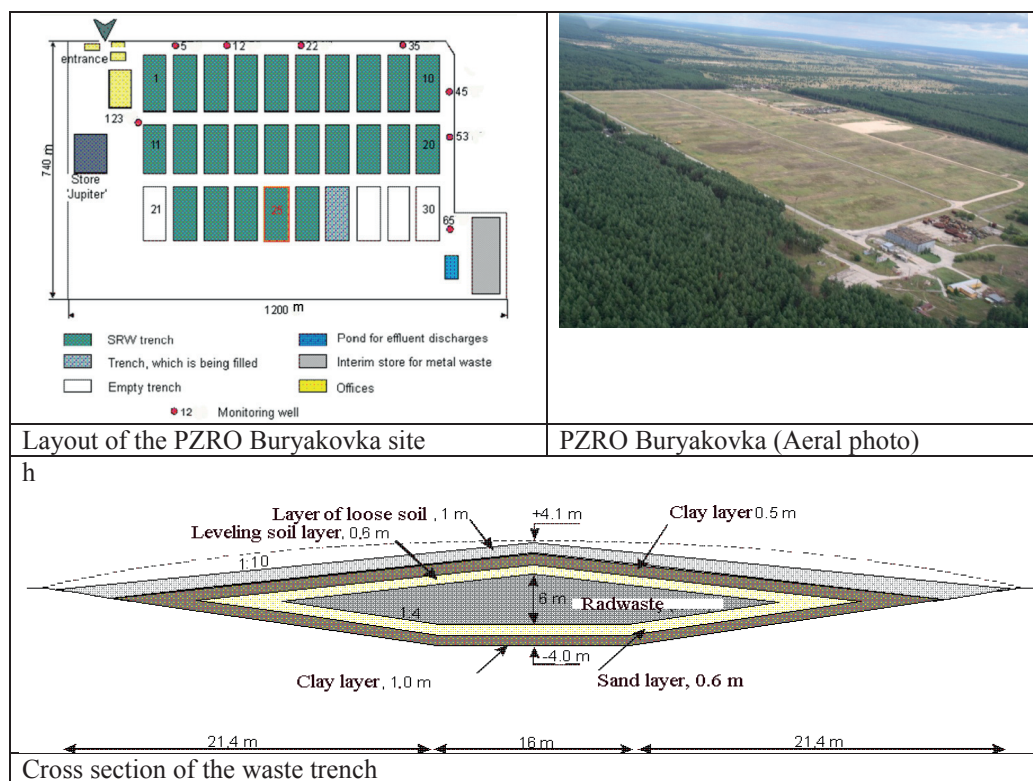 5
12
22
35
entrance
1
10
45
123
11
20
53
740 m
Store
'Jupiter'
21
25
30
65
1200 m
SRW trench
Pond for effluent discharges
Trench, which is being filled
Interim store for metal waste
Empty trench
Offices
12 Monitoring well
Layout of the PZRO Buryakovka site
PZRO Buryakovka (Aeral photo)
h
Layer of loose soil , 1 m
+4.1 m
Clay layer 0.5 m
Leveling soil layer, 0,6 m
1:10
6 m
Radwaste
1:4
-4.0 m
Clay layer, 1,0 m
Sand layer, 0.6 m
21,4 m
16 m
21,4 m
Cross section of the waste trench